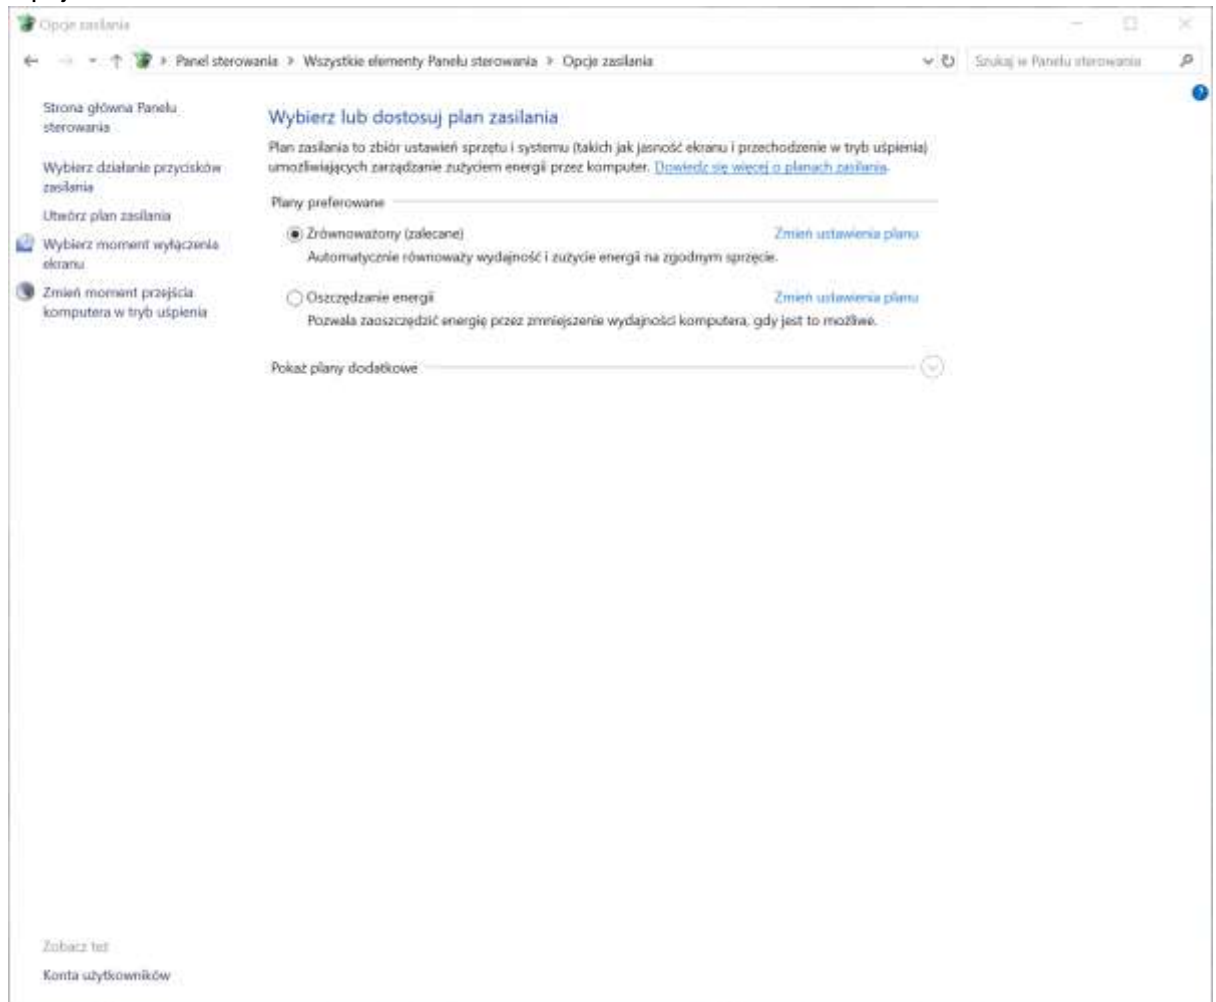 Opcje zasilania
Panel sterowania > Wszystkie elementy Panelu sterowania > Opcje zasilania
Szukaj w Panelu sterowania
Strona główna Panelu
sterowania
Wybierz działanie przycisków
zasilania
Utwórz plan zasilania
Wybierz moment wyłączenia
ekranu
Zmień moment przejścia
komputera w tryb uśpienia
Wybierz lub dostosuj plan zasilania
Plan zasilania to zbiór ustawień sprzętu i systemu (takich jak jasność ekranu i przechodzenie w tryb uśpienia)
umożliwiających zarządzanie zużyciem energii przez komputer. Dowiedz się więcej o planach zasilania.
Plany preferowane
Zrównoważony (zalecane) Zmień ustawienia planu
Automatycznie równoważy wydajność i zużycie energii na zgodnym sprzęcie.
Oszczędzanie energii Zmień ustawienia planu
Pozwala zaoszczędzić energię przez zmniejszenie wydajności komputera, gdy jest to możliwe.
Pokaż plany dodatkowe
Zobacz też
Konta użytkowników